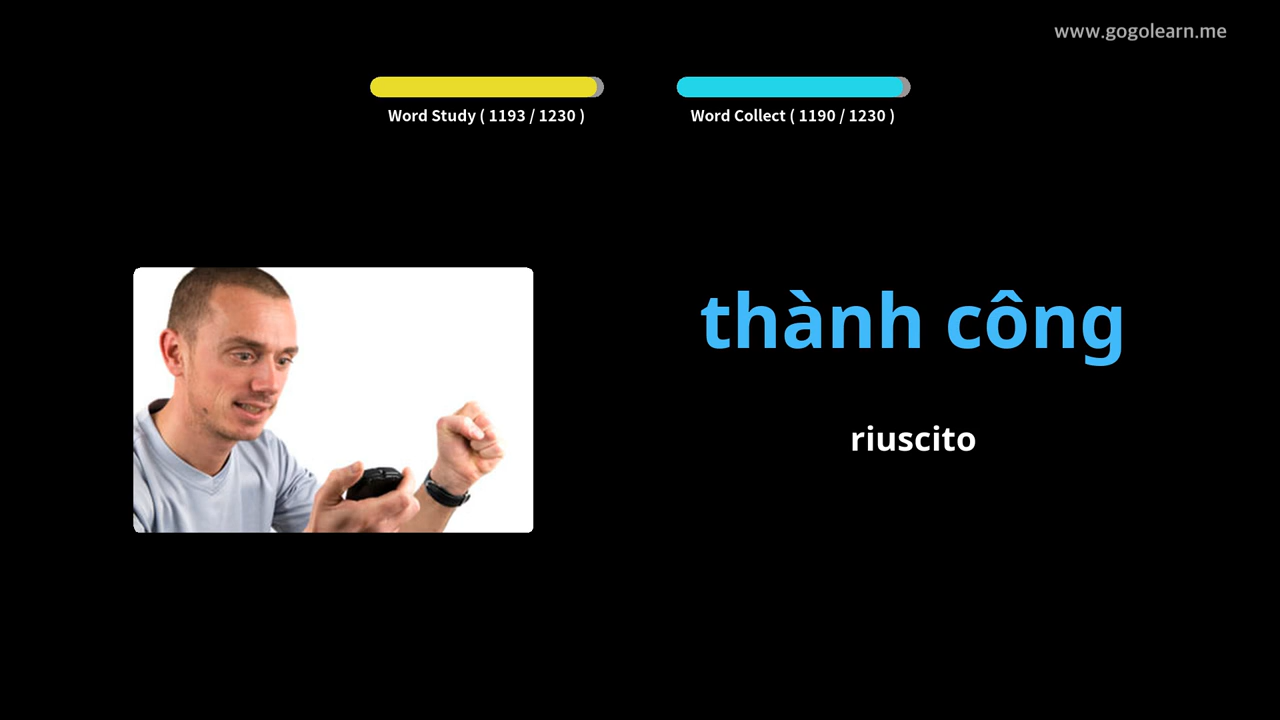 www.gogolearn.me
Word Study ( 1193 / 1230 )
Word Collect ( 1190 / 1230 )
thành công
riuscito